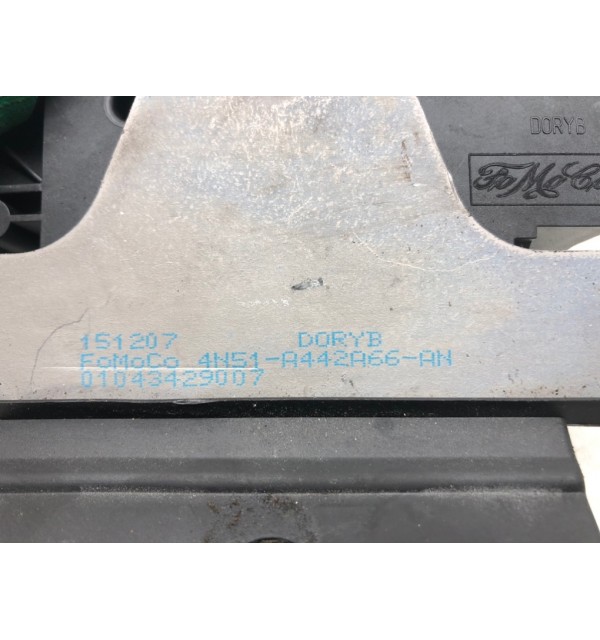 DORYB
FoMoCo
151207 DORYB
FoMoCo 4N51-A442A66-AN
01043429007